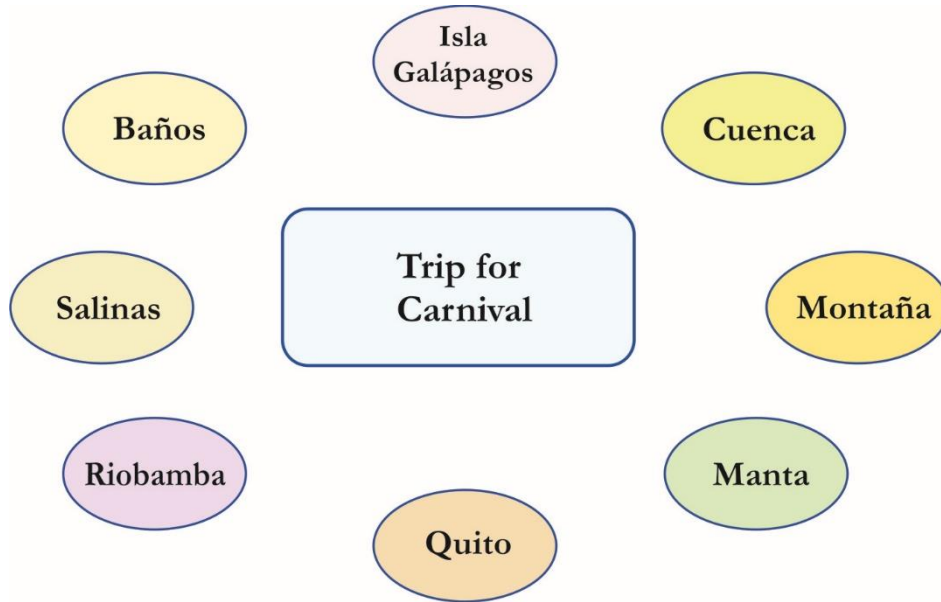 Isla
Galápagos
Baños
Cuenca
Trip for
Carnival
Salinas
Montaña
Riobamba
Manta
Quito